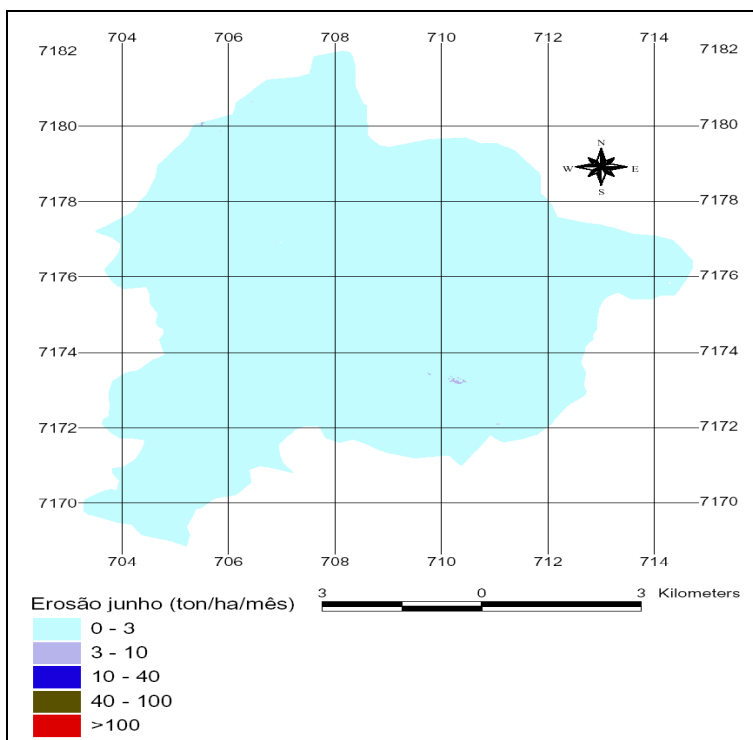 704 706 708 710 712 714
7182 7182
7180 7180
N
W E
S
7178 7178
7176 7176
7174 7174
7172 7172
7170 7170
704 706 708 710 712 714
Erosão junho (ton/ha/mês)
3 0 3 Kilometers
0 - 3
3 - 10
10 - 40
40 - 100
>100